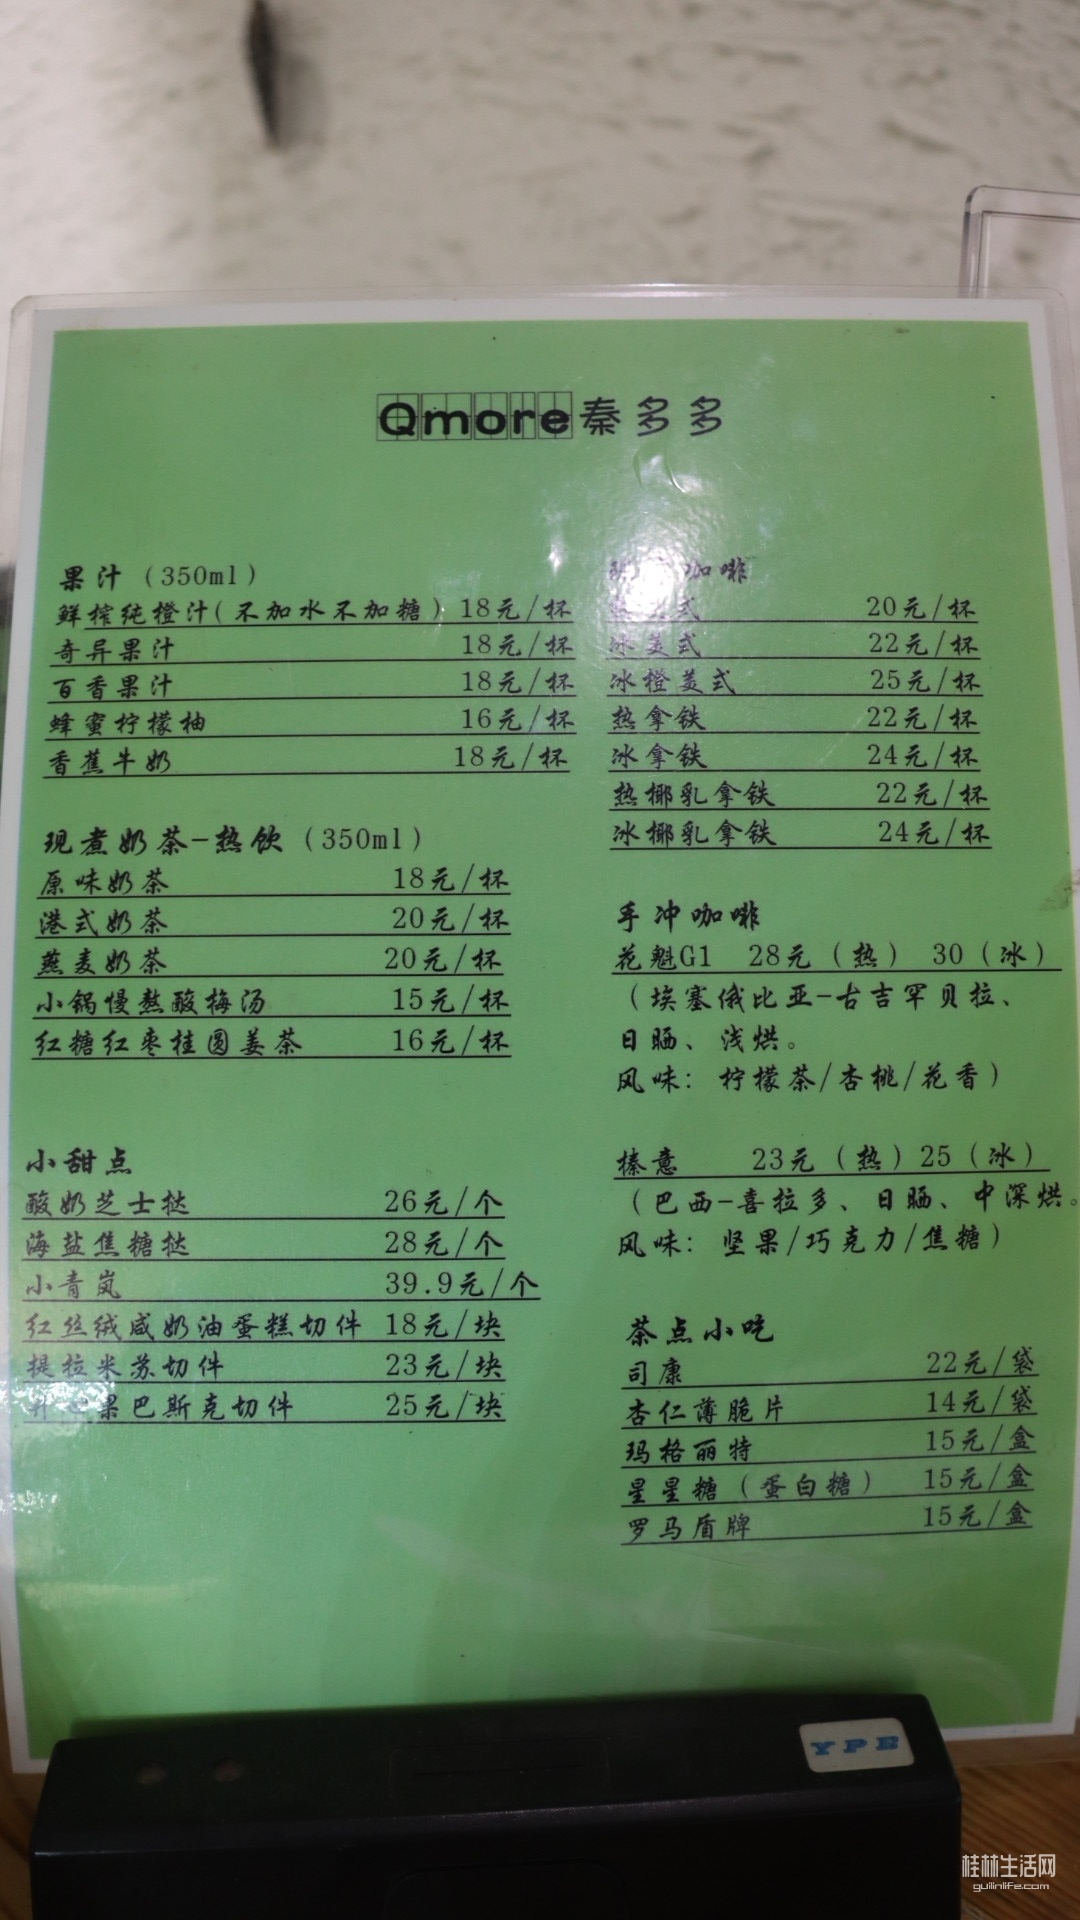 Qmore秦多多
果汁（350ml）
鲜榨纯橙汁(不加水不加糖) 18元/杯
奇异果汁 18元/杯
百香果汁 18元/杯
蜂蜜柠檬柚 16元/杯
香蕉牛奶 18元/杯
现煮奶茶-热饮（350ml）
原味奶茶 18元/杯
港式奶茶 20元/杯
燕麦奶茶 20元/杯
小锅慢熬酸梅汤 15元/杯
红糖红枣桂圆姜茶 16元/杯
小甜点
酸奶芝士挞 26元/个
海盐焦糖挞 28元/个
小青岚 39.9元/个
红丝绒咸奶油蛋糕切件 18元/块
提拉米苏切件 23元/块
果巴斯克切件 25元/块
咖啡
式 20元/杯
冰美式 22元/杯
冰橙美式 25元/杯
热拿铁 22元/杯
冰拿铁 24元/杯
热椰乳拿铁 22元/杯
冰椰乳拿铁 24元/杯
手冲咖啡
花魁G1 28元（热） 30（冰）
（埃塞俄比亚-古吉罕贝拉、
日晒、浅烘。
风味：柠檬茶/杏桃/花香）
榛意 23元（热）25（冰）
（巴西-喜拉多、日晒、中深烘。
风味：坚果/巧克力/焦糖）
茶点小吃
司康 22元/袋
杏仁薄脆片 14元/袋
玛格丽特 15元/盒
星星糖（蛋白糖） 15元/盒
罗马盾牌 15元/盒
YPE
桂林生活网
guilinlife.com